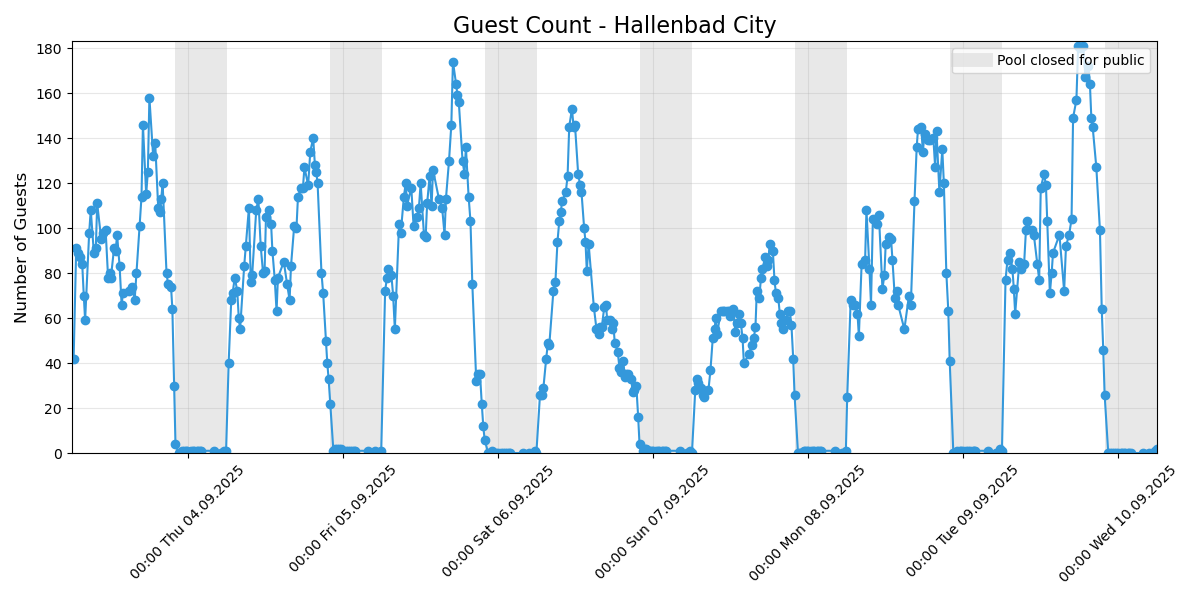 Guest Count - Hallenbad City
Pool closed for public
Number of Guests
180
160
140
120
100
80
60
40
20
0
00:00 Thu 04.09.2025
00:00 Fri 05.09.2025
00:00 Sat 06.09.2025
00:00 Sun 07.09.2025
00:00 Mon 08.09.2025
00:00 Tue 09.09.2025
00:00 Wed 10.09.2025